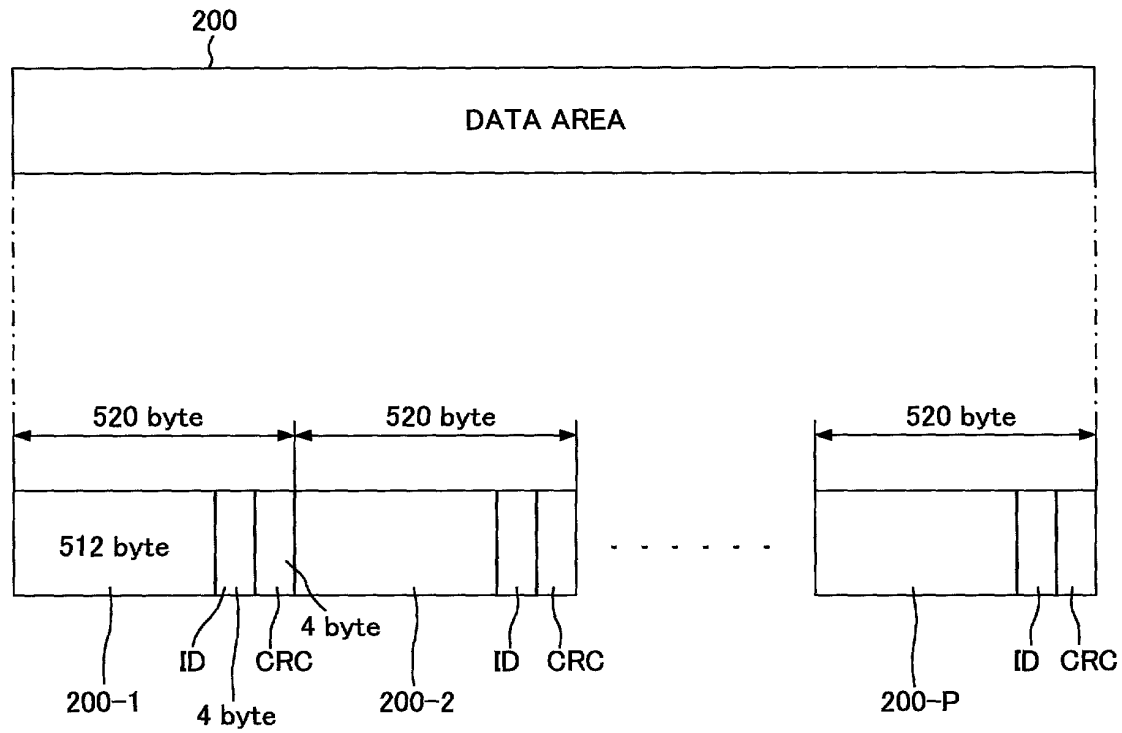 200
DATA AREA
520 byte
520 byte
520 byte
512 byte
4 byte
ID
CRC
ID
CRC
ID
CRC
200-1
4 byte
200-2
200-P